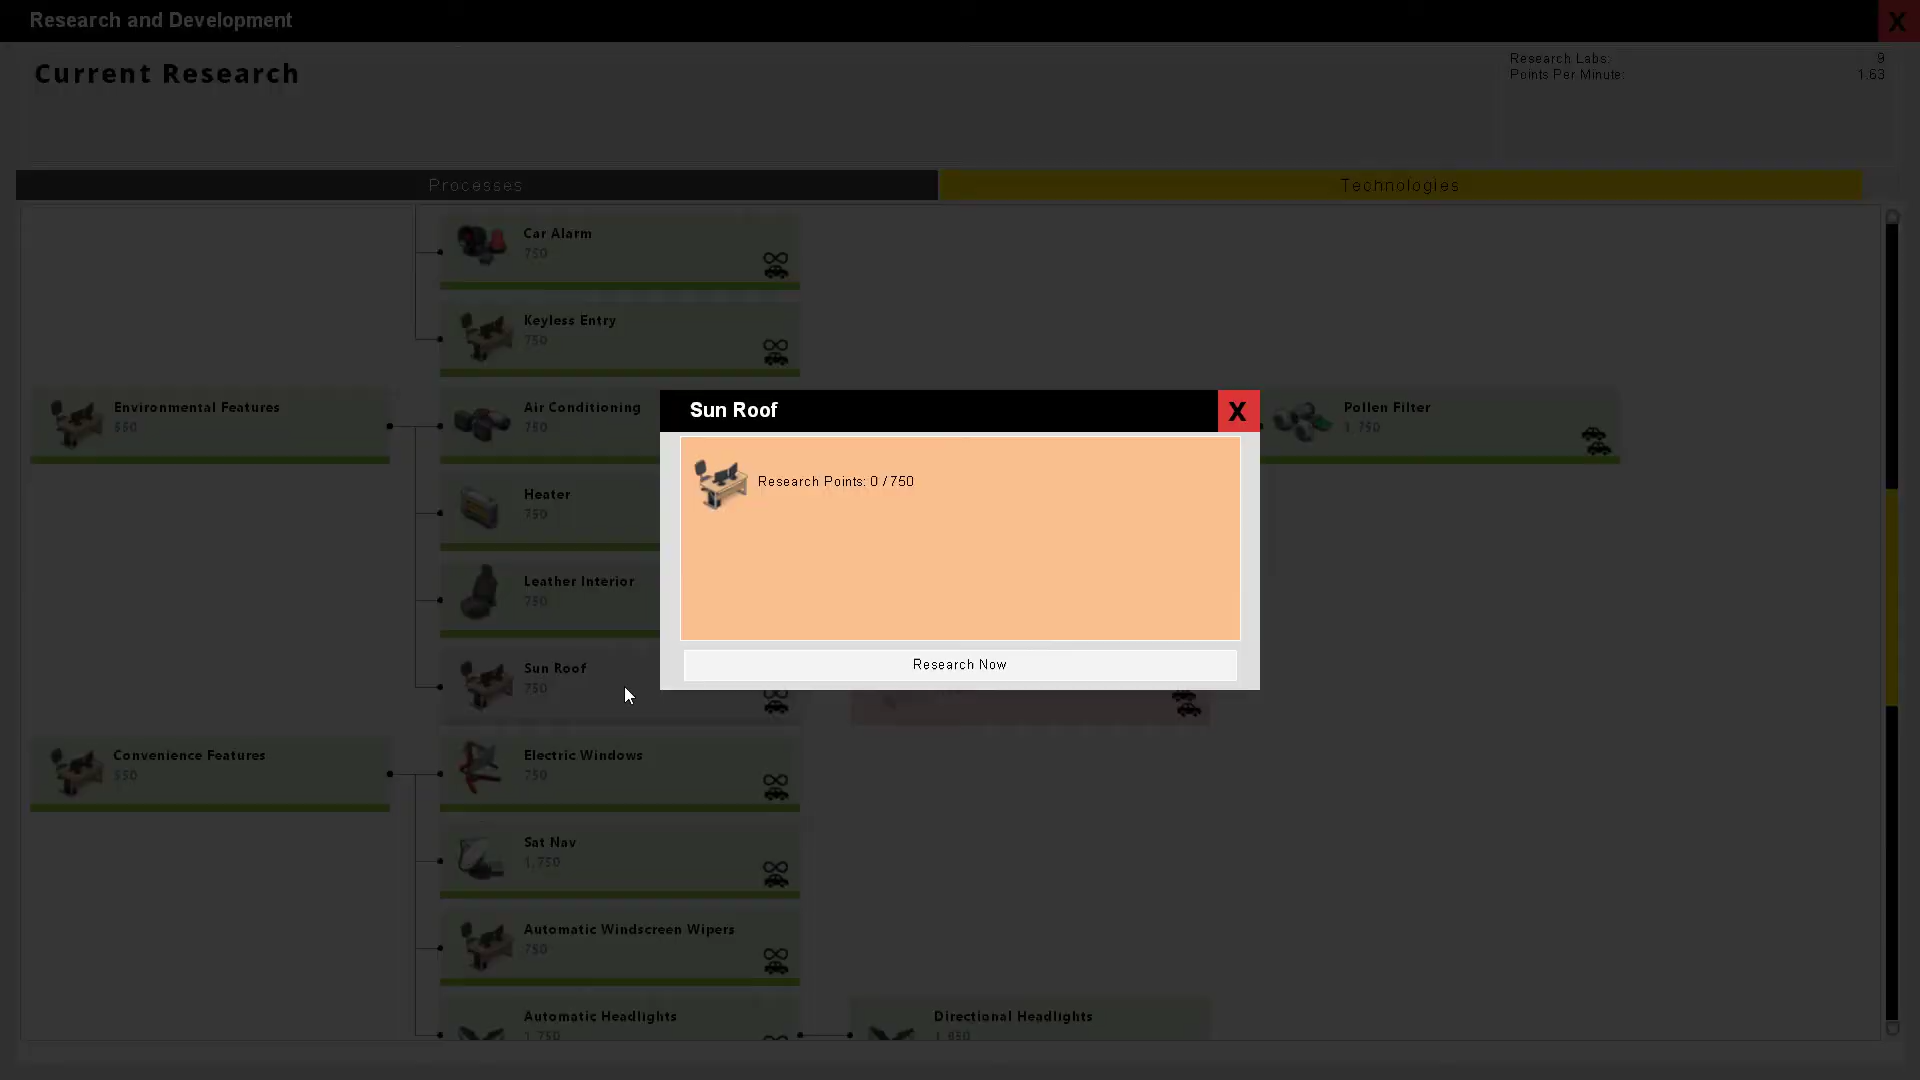 Research and Development
X
Current Research
Research Labs: 9
Points Per Minute: 1.63
Processes
Technologies
Car Alarm
750
Keyless Entry
750
Environmental Features
550
Air Conditioning
750
Pollen Filter
1,750
Heater
750
Leather Interior
750
Sun Roof
750
Sun Roof
X
Research Points: 0 / 750
Research Now
Convenience Features
550
Electric Windows
750
Sat Nav
1,750
Automatic Windscreen Wipers
750
Automatic Headlights
1,750
Directional Headlights